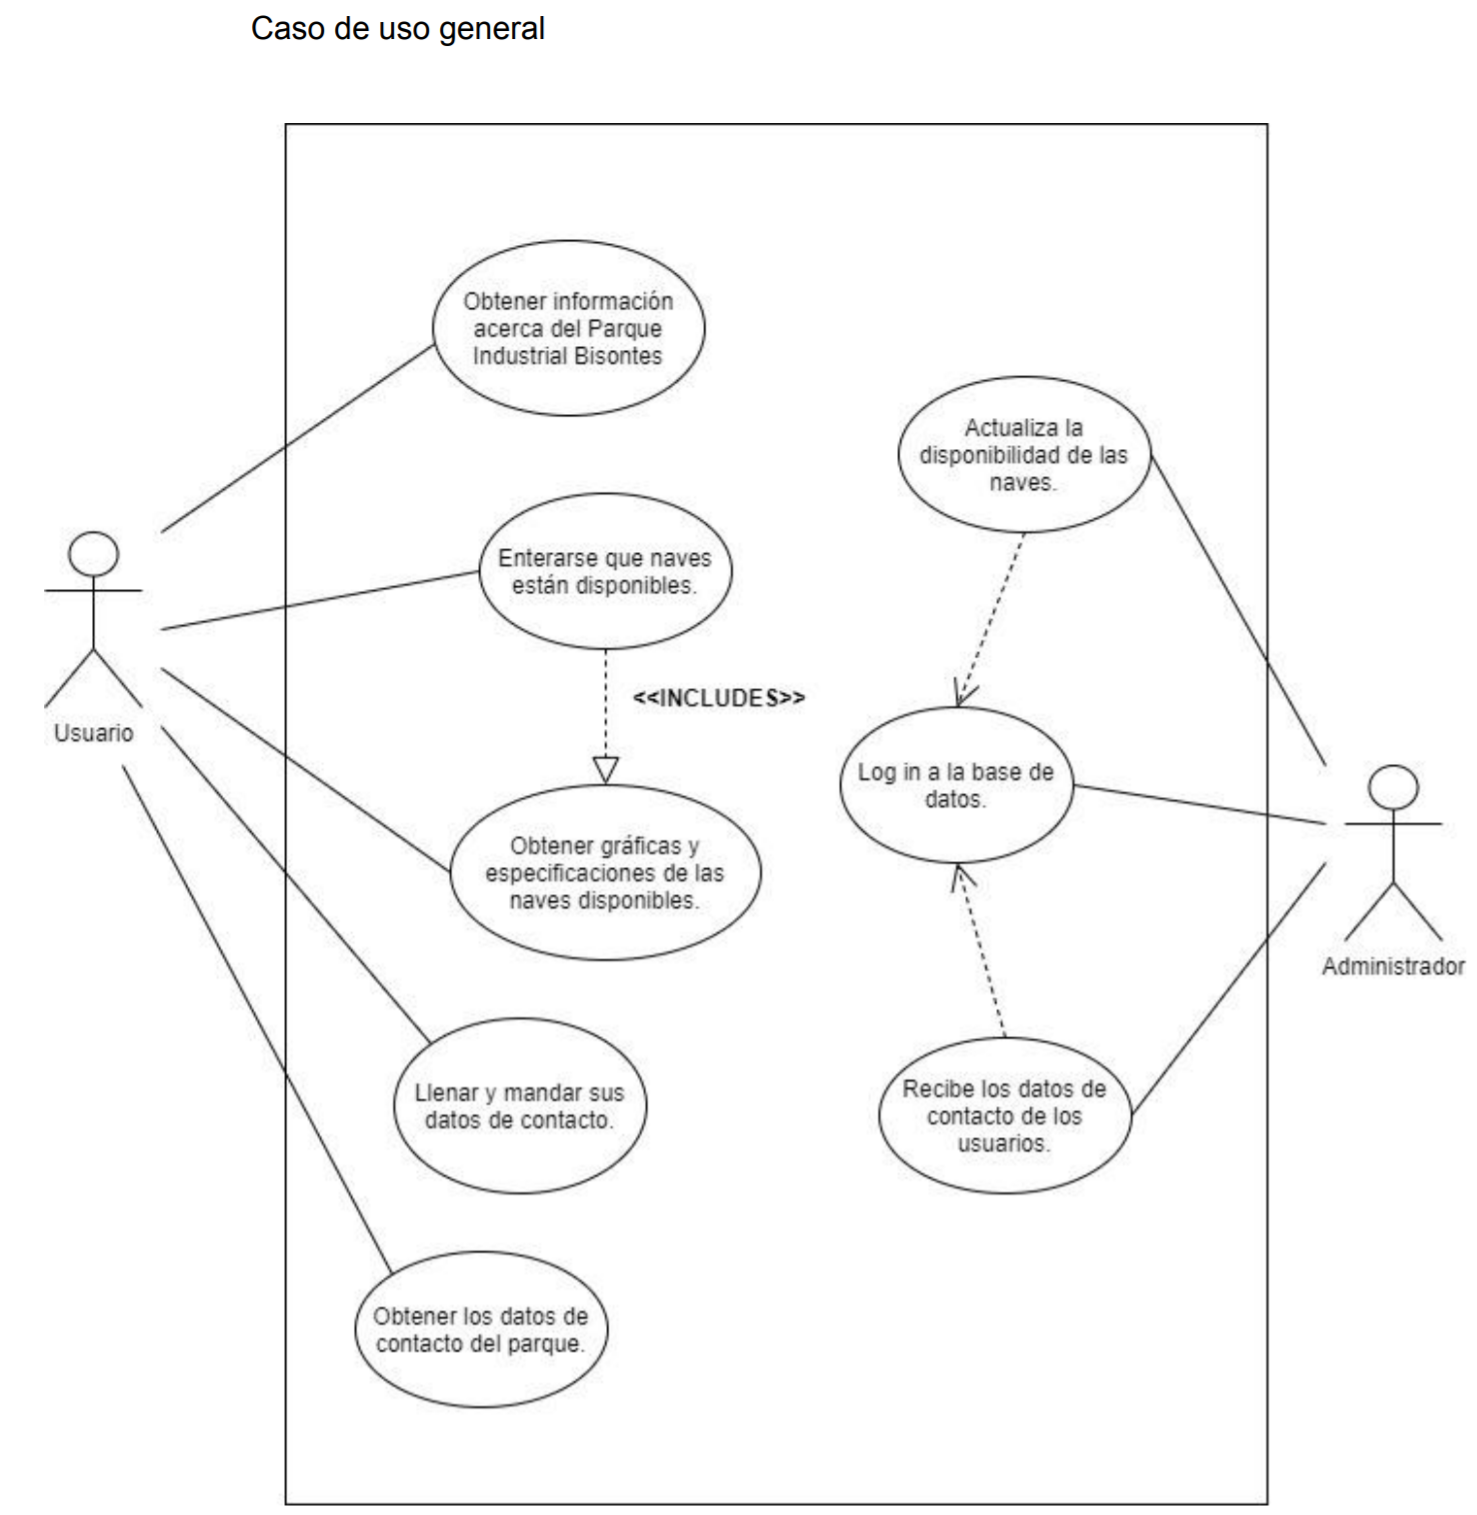 Caso de uso general
Obtener información
acerca del Parque
Industrial Bisontes
Actualiza la
disponibilidad de las
naves.
Enterarse que naves
están disponibles.
<<INCLUDES>>
Usuario
Log in a la base de
datos.
Obtener gráficas y
especificaciones de las
naves disponibles.
Administrador
Llenar y mandar sus
datos de contacto.
Recibe los datos de
contacto de los
usuarios.
Obtener los datos de
contacto del parque.